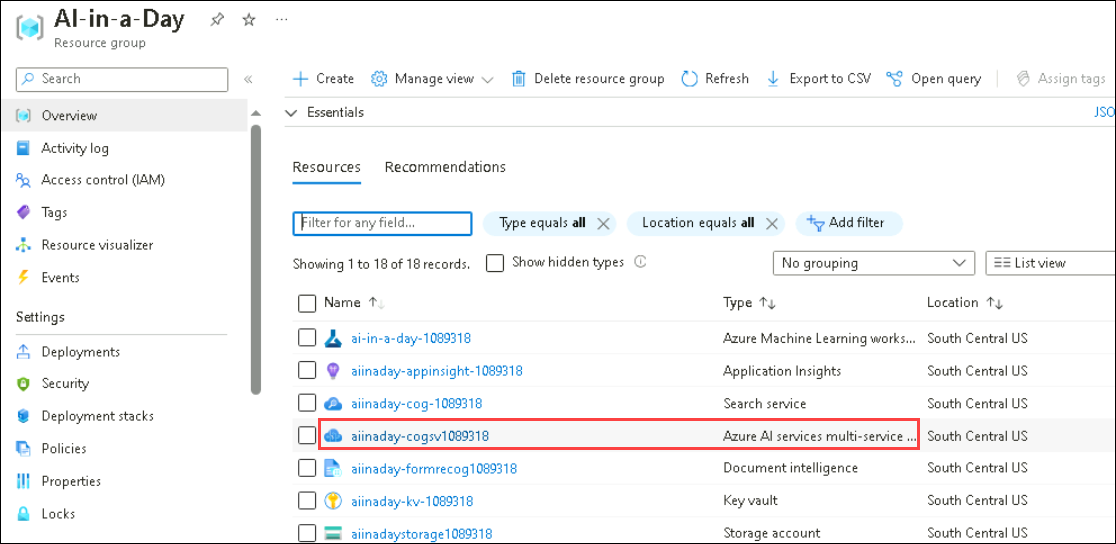 AI-in-a-Day
Resource group
Search
Create Manage view Delete resource group Refresh Export to CSV Open query Assign tags
Overview
Activity log
Access control (IAM)
Tags
Resource visualizer
Events
Settings
Deployments
Security
Deployment stacks
Policies
Properties
Locks
Essentials JSO
Resources Recommendations
Filter for any field... Type equals all Location equals all Add filter
Showing 1 to 18 of 18 records. Show hidden types No grouping List view
Name Type Location
ai-in-a-day-1089318 Azure Machine Learning works... South Central US
aiinaday-appinsight-1089318 Application Insights South Central US
aiinaday-cog-1089318 Search service South Central US
aiinaday-cogsv1089318 Azure AI services multi-service ... South Central US
aiinaday-formrecog1089318 Document intelligence South Central US
aiinaday-kv-1089318 Key vault South Central US
aiinadaystorage1089318 Storage account South Central US